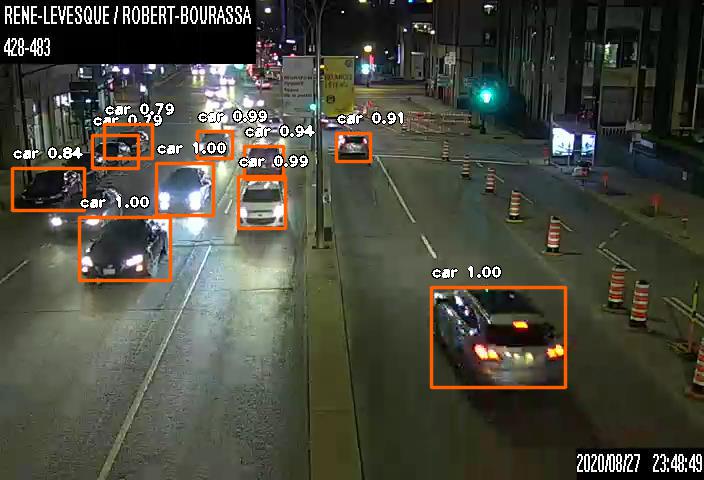 RENE-LEVESQUE / ROBERT-BOURASSA
428-483
car 0.79
car 0.79
car 0.99
car 0.91
car 0.94
car 0.84
car 1.00
car 0.99
car 1.00
car 1.00
2020/08/27 23:48:49